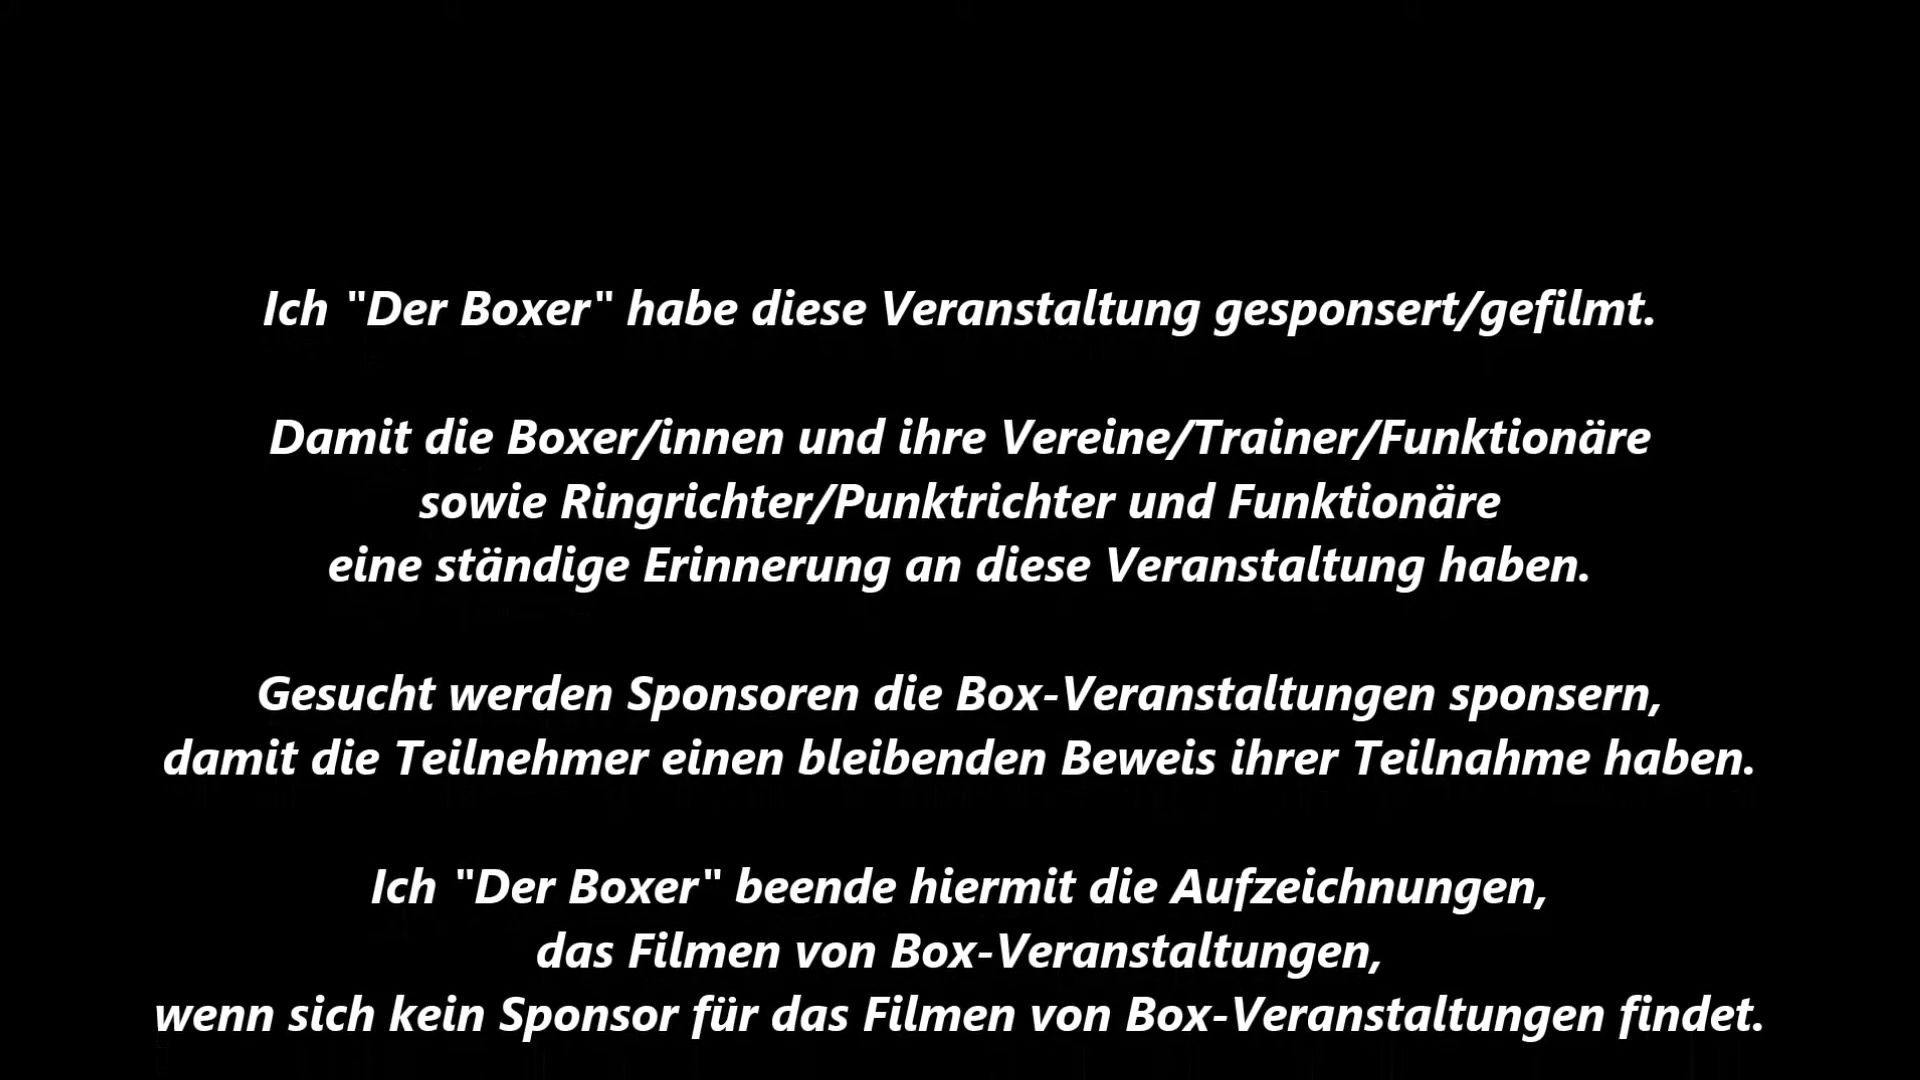 Ich "Der Boxer" habe diese Veranstaltung gesponsert/gefilmt.
Damit die Boxer/innen und ihre Vereine/Trainer/Funktionäre
sowie Ringrichter/Punktrichter und Funktionäre
eine ständige Erinnerung an diese Veranstaltung haben.
Gesucht werden Sponsoren die Box-Veranstaltungen sponsern,
damit die Teilnehmer einen bleibenden Beweis ihrer Teilnahme haben.
Ich "Der Boxer" beende hiermit die Aufzeichnungen,
das Filmen von Box-Veranstaltungen,
wenn sich kein Sponsor für das Filmen von Box-Veranstaltungen findet.